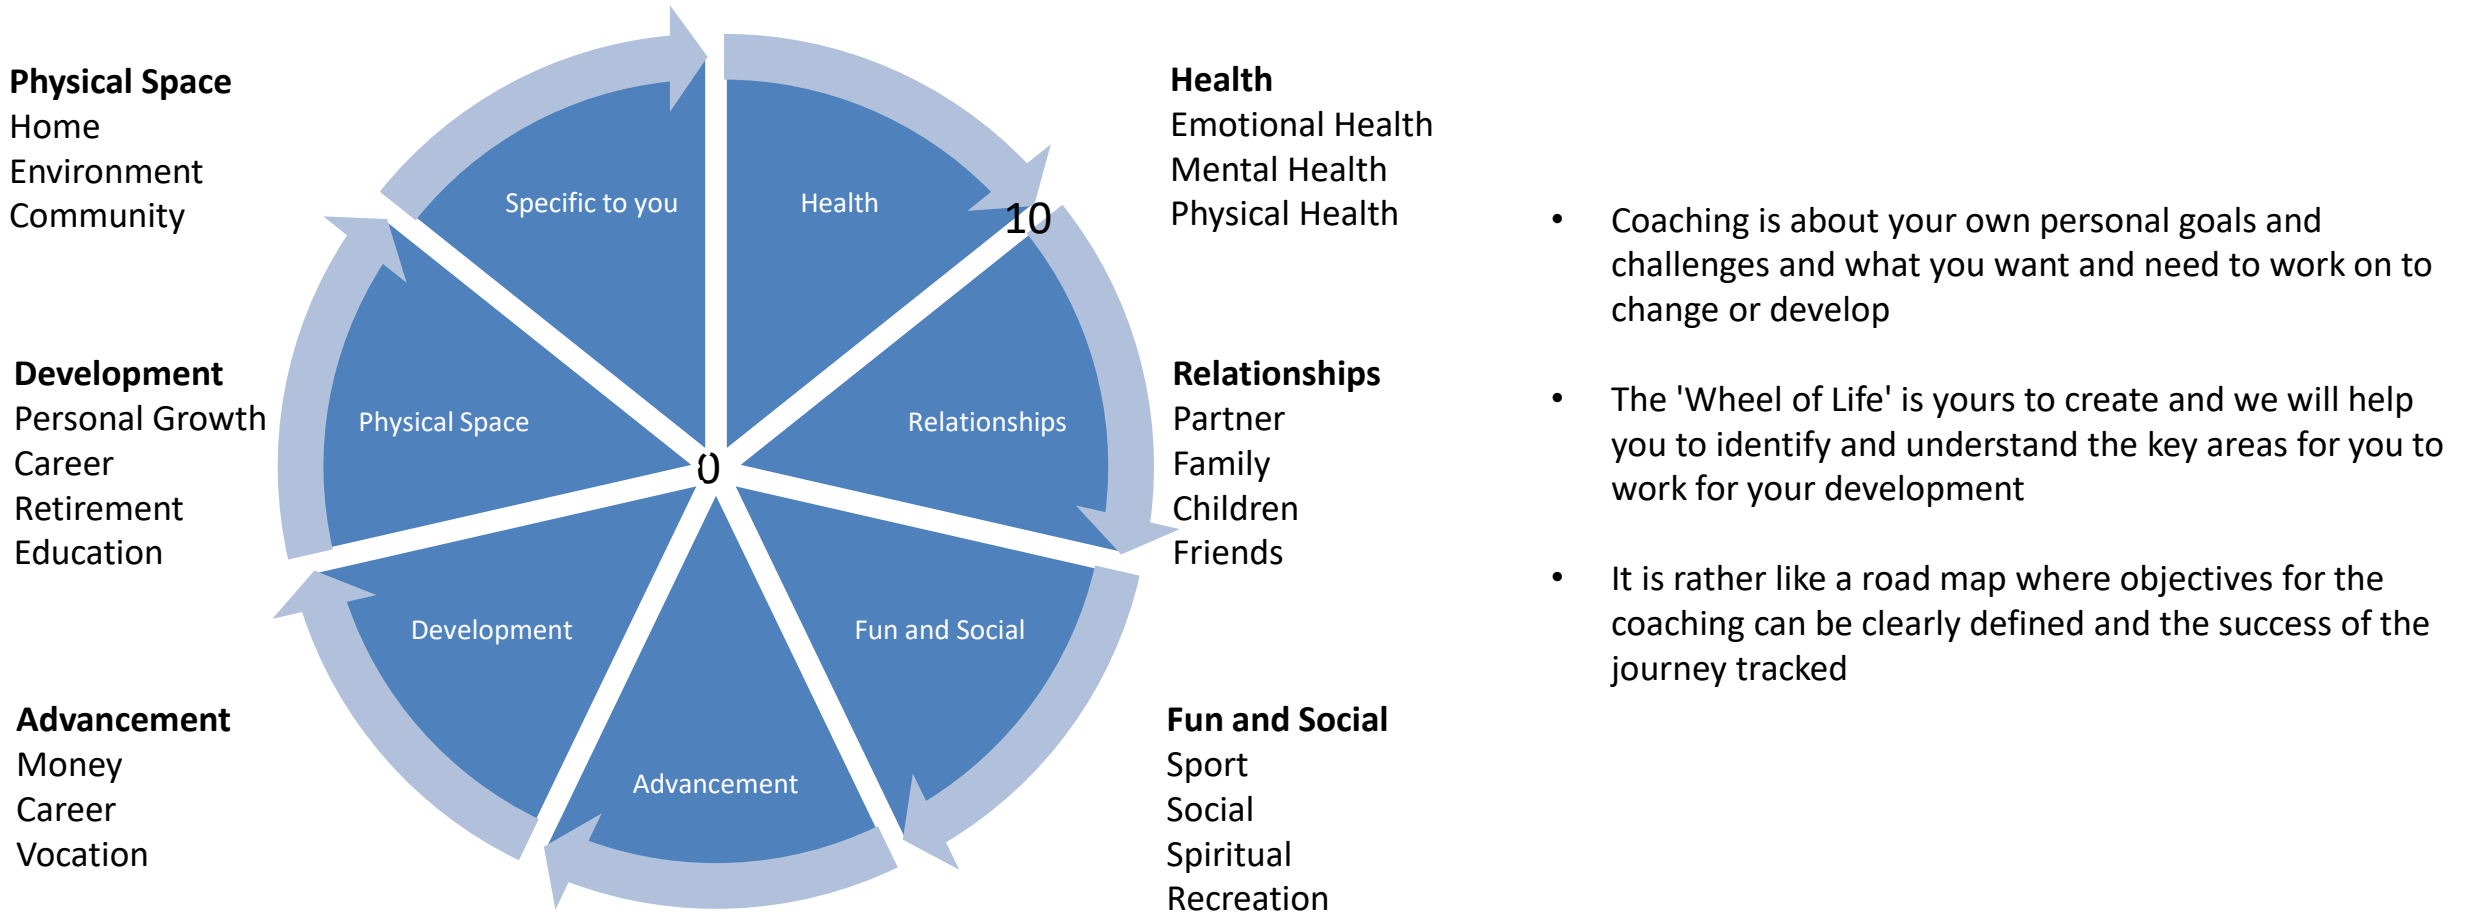 Physical Space
Home
Environment
Community
Development
Personal Growth
Career
Retirement
Education
Advancement
Money
Career
Vocation
Specific to you
Health
10
Physical Space
Relationships
0
Development
Fun and Social
Advancement
Health
Emotional Health
Mental Health
Physical Health
Relationships
Partner
Family
Children
Friends
Fun and Social
Sport
Social
Spiritual
Recreation
• Coaching is about your own personal goals and
challenges and what you want and need to work on to
change or develop
• The 'Wheel of Life' is yours to create and we will help
you to identify and understand the key areas for you to
work for your development
• It is rather like a road map where objectives for the
coaching can be clearly defined and the success of the
journey tracked